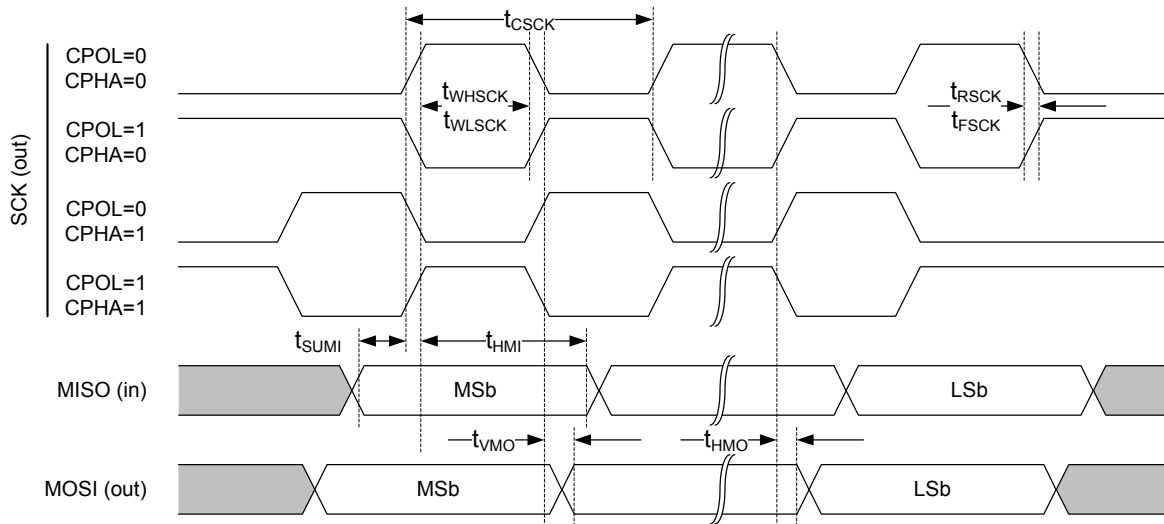 tCSCK
CPOL=0
CPHA=0
tWHSCK
tWLSCK
tRSCK
tFSCK
CPOL=1
CPHA=0
SCK (out)
CPOL=0
CPHA=1
CPOL=1
CPHA=1
tSUMI
tHMI
MISO (in)
MSb
LSb
tVMO
tHMO
MOSI (out)
MSb
LSb